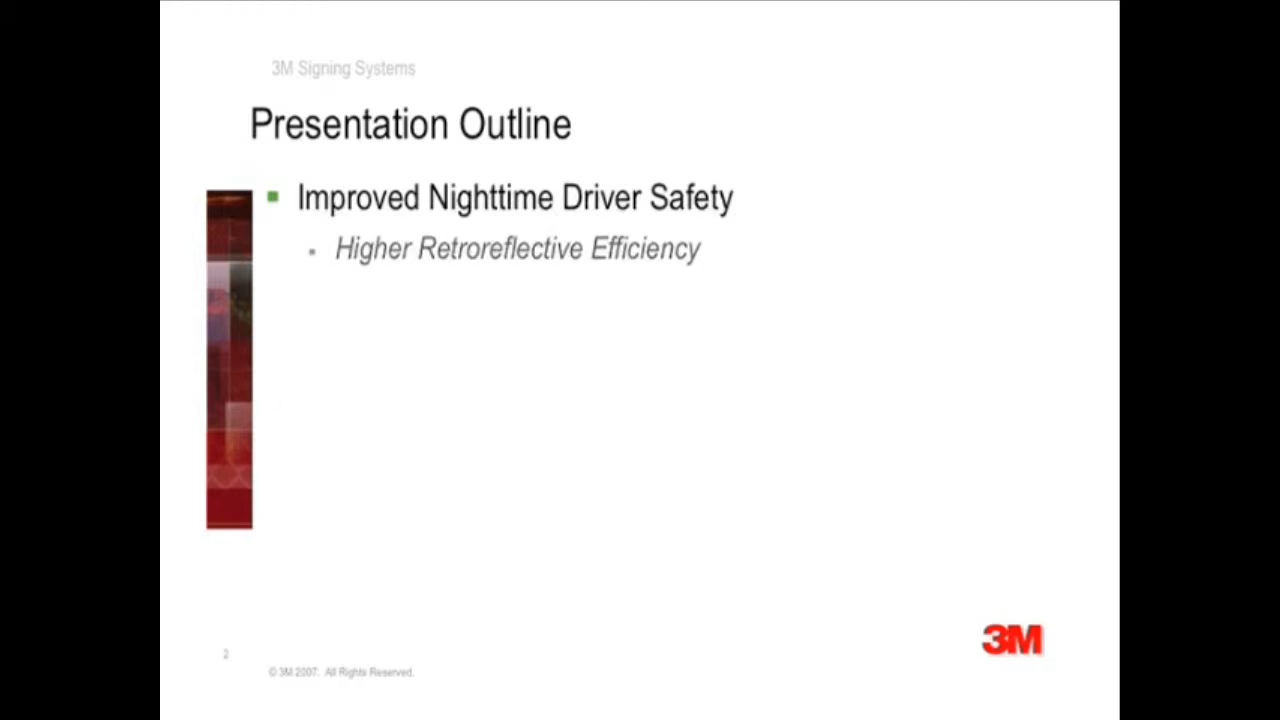 3M Signing Systems
Presentation Outline
Improved Nighttime Driver Safety
Higher Retroreflective Efficiency
3M
2
© 3M 2007. All Rights Reserved.